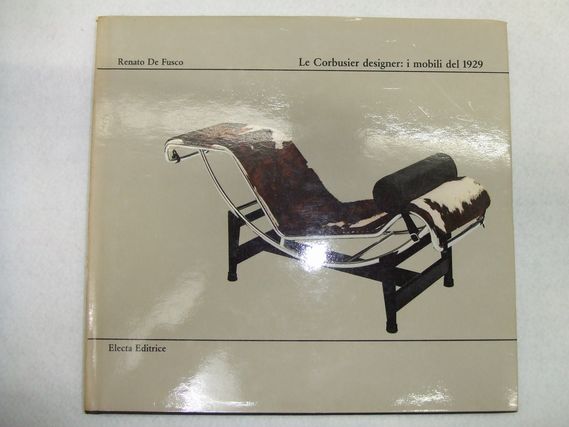 Renato De Fusco
Le Corbusier designer: i mobili del 1929
Electa Editrice